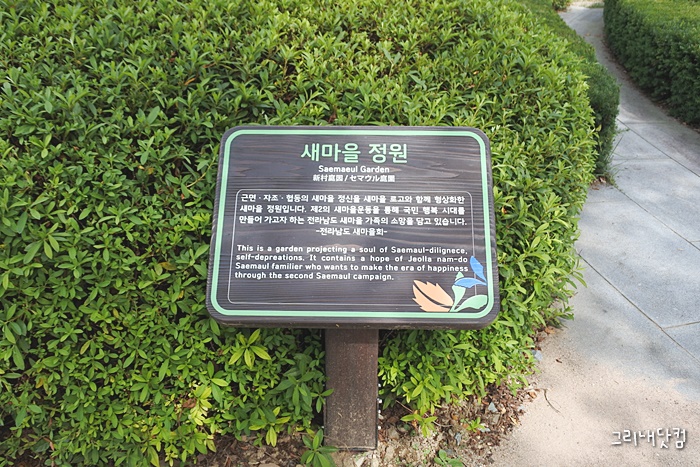 새마을 정원
Saemaeul Garden
新村庭园 / セマウル庭園
근면 · 자조 · 협동의 새마을 정신을 새마을 로고와 함께 형상화한
새마을 정원입니다. 제2의 새마을운동을 통해 국민 행복 시대를
만들어 가고자 하는 전라남도 새마을 가족의 소망을 담고 있습니다.
-전라남도 새마을회-
This is a garden projecting a soul of Saemaul-dilignece,
self-depreations. It contains a hope of Jeolla nam-do
Saemaul familier who wants to make the era of happiness
through the second Saemaul campaign.
그리내닷컴